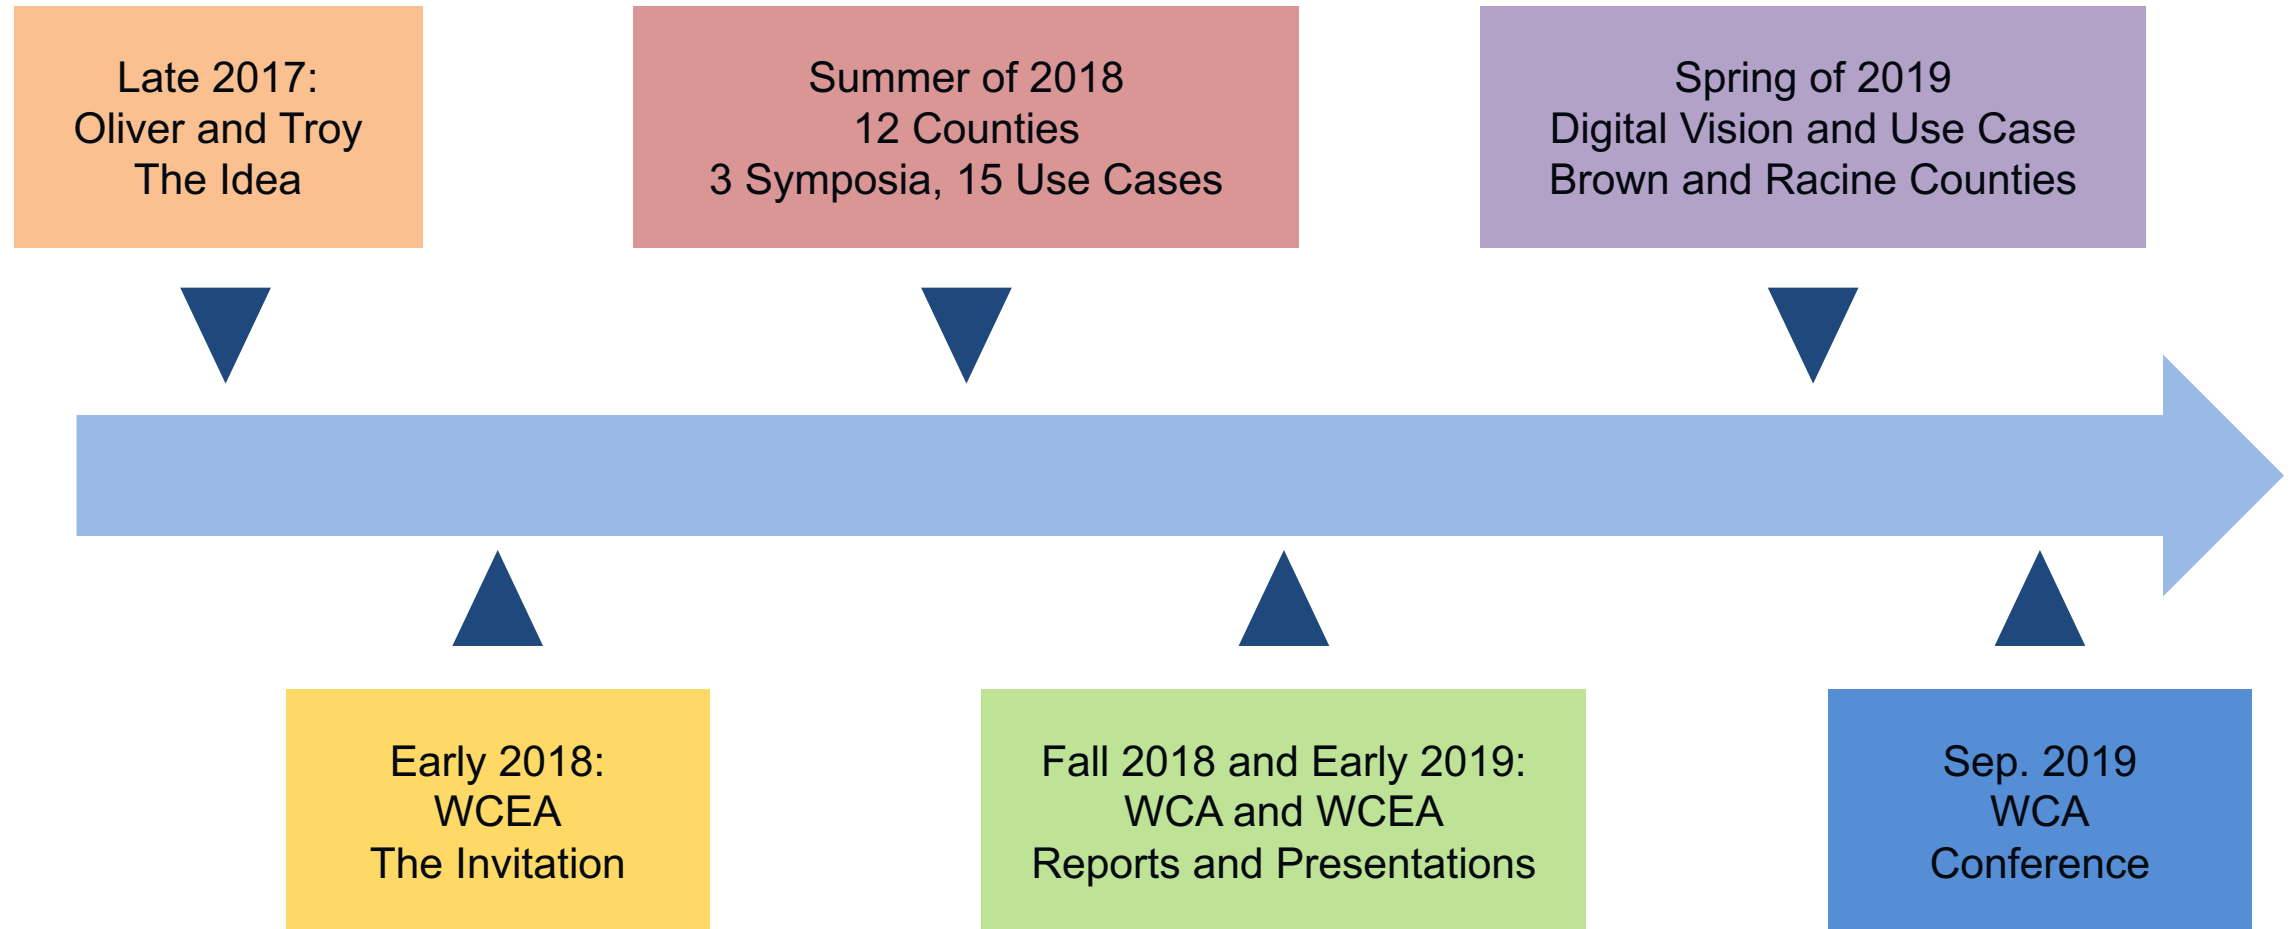 Late 2017:
Oliver and Troy
The Idea
Summer of 2018
12 Counties
3 Symposia, 15 Use Cases
Spring of 2019
Digital Vision and Use Case
Brown and Racine Counties
Early 2018:
WCEA
The Invitation
Fall 2018 and Early 2019:
WCA and WCEA
Reports and Presentations
Sep. 2019
WCA
Conference